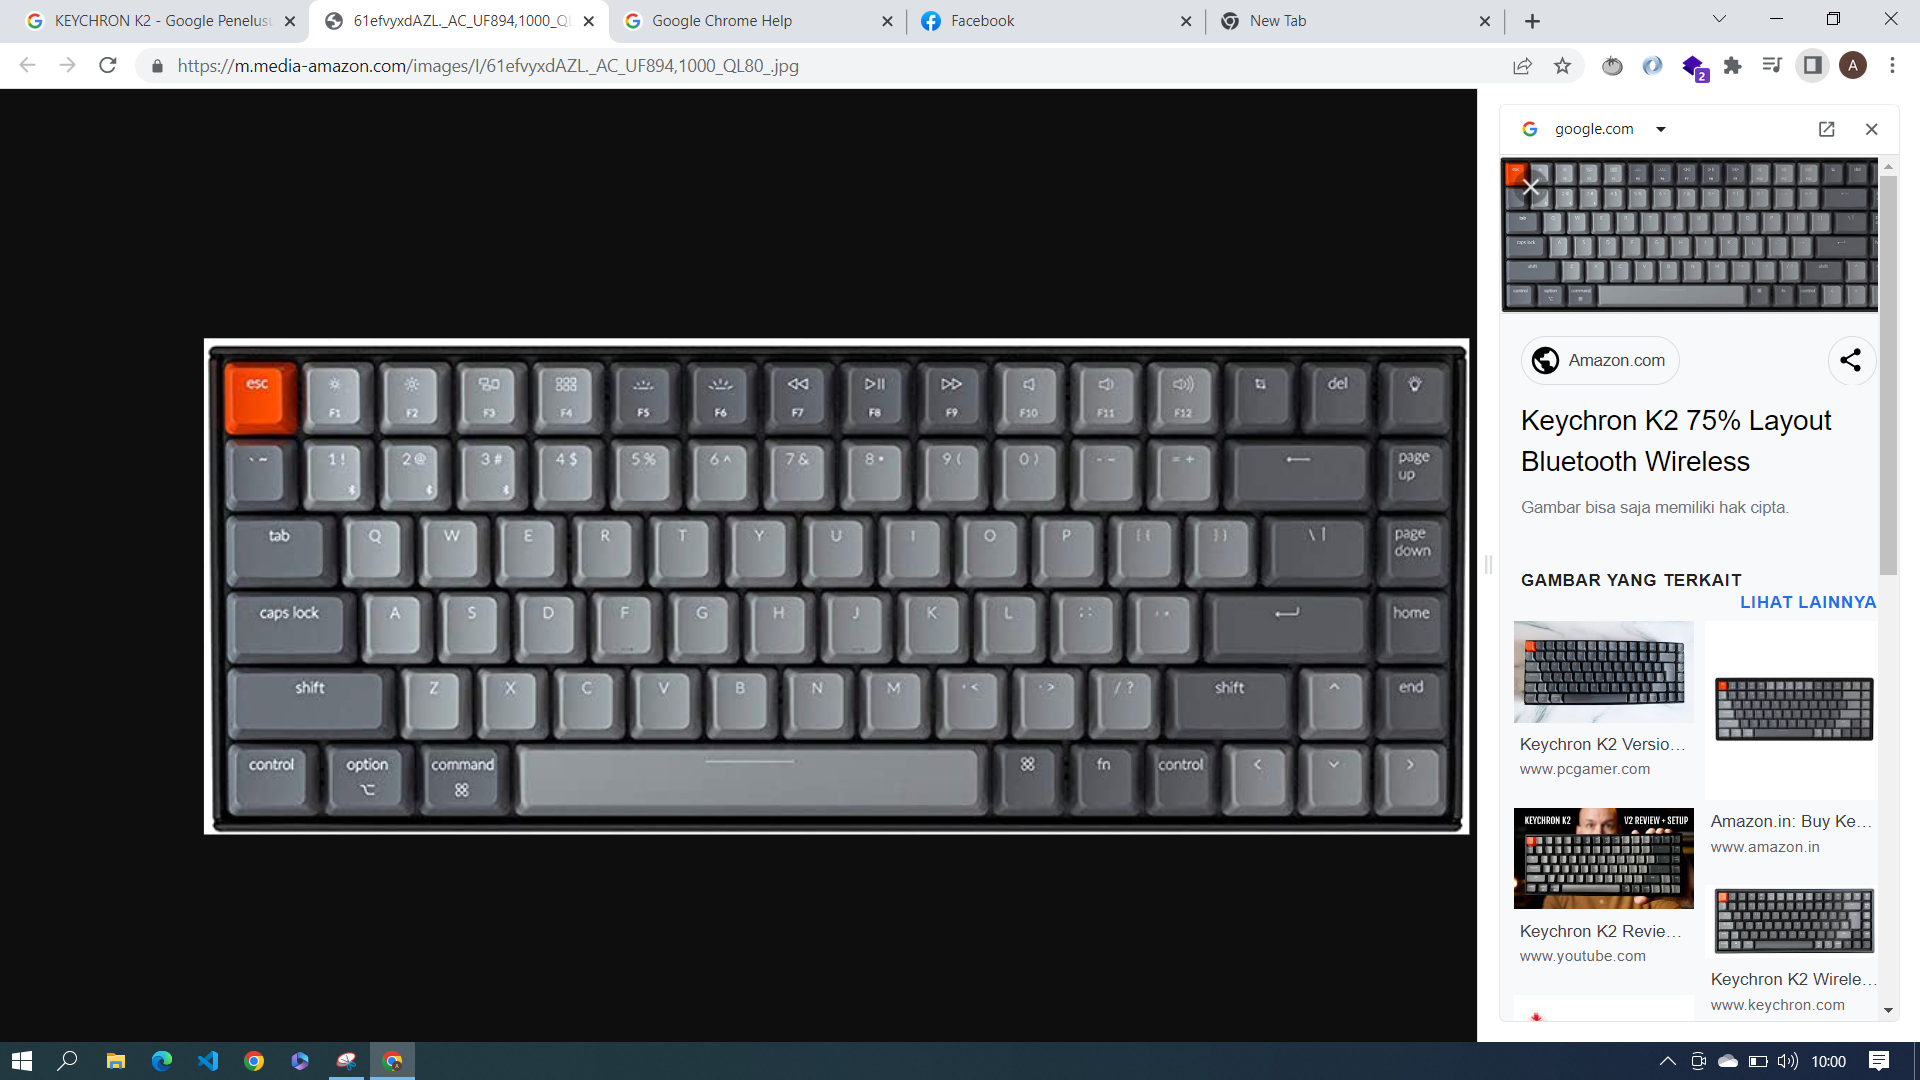 KEYCHRON K2 - Google Penelusu
61efvyxdAZL._AC_UF894,1000_QL
Google Chrome Help
Facebook
New Tab
https://m.media-amazon.com/images/I/61efvyxdAZL._AC_UF894,1000_QL80_.jpg
2
A
google.com
esc
F1
F2
F3
F4
F5
F6
F7
F8
F9
F10
F11
F12
del
` ~
1 !
2 @
3 #
4 $
5 %
6 ^
7 &
8 •
9 (
0 )
- -
= +
page
up
tab
Q
W
E
R
T
Y
U
I
O
P
[ {
] }
\ |
page
down
caps lock
A
S
D
F
G
H
J
K
L
home
shift
Z
X
C
V
B
N
M
/ ?
shift
^
end
control
option
⌥
command
⌘
⌘
fn
control
Amazon.com
Keychron K2 75% Layout
Bluetooth Wireless
Gambar bisa saja memiliki hak cipta.
GAMBAR YANG TERKAIT
LIHAT LAINNYA
Keychron K2 Versio…
www.pcgamer.com
Amazon.in: Buy Ke…
www.amazon.in
KEYCHRON K2
V2 REVIEW + SETUP
Keychron K2 Revie…
www.youtube.com
Keychron K2 Wirele…
www.keychron.com
10:00